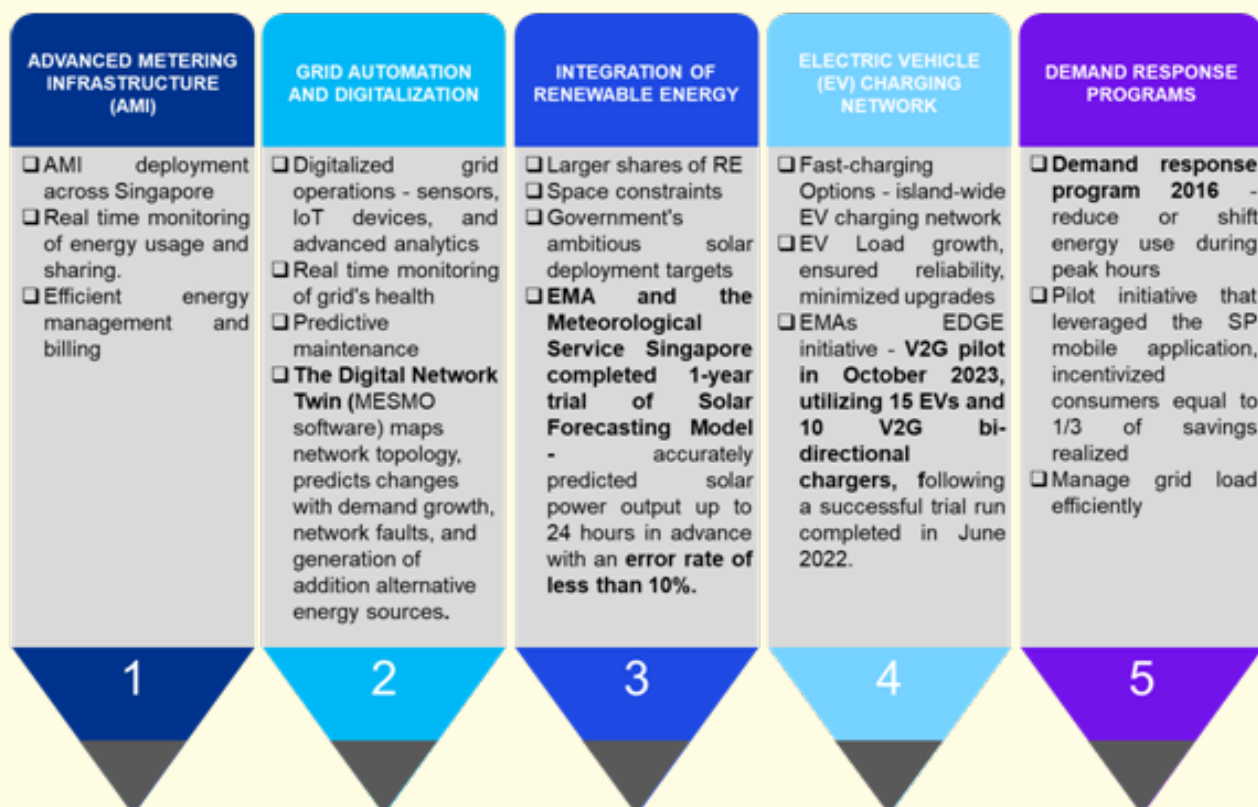 ADVANCED METERING
INFRASTRUCTURE
(AMI)
❑ AMI deployment
across Singapore
❑ Real time monitoring
of energy usage and
sharing.
❑ Efficient energy
management and
billing
1
GRID AUTOMATION
AND DIGITALIZATION
❑ Digitalized grid
operations - sensors,
IoT devices, and
advanced analytics
❑ Real time monitoring
of grid's health
❑ Predictive
maintenance
❑ The Digital Network
Twin (MESMO
software) maps
network topology,
predicts changes
with demand growth,
network faults, and
generation of
addition alternative
energy sources.
2
INTEGRATION OF
RENEWABLE ENERGY
❑ Larger shares of RE
❑ Space constraints
❑ Government's
ambitious solar
deployment targets
❑ EMA and the
Meteorological
Service Singapore
completed 1-year
trial of Solar
Forecasting Model
- accurately
predicted solar
power output up to
24 hours in advance
with an error rate of
less than 10%.
3
ELECTRIC VEHICLE
(EV) CHARGING
NETWORK
❑ Fast-charging
Options - island-wide
EV charging network
❑ EV Load growth,
ensured reliability,
minimized upgrades
❑ EMAs EDGE
initiative - V2G pilot
in October 2023,
utilizing 15 EVs and
10 V2G bi-
directional
chargers, following
a successful trial run
completed in June
2022.
4
DEMAND RESPONSE
PROGRAMS
❑ Demand response
program 2016 -
reduce or shift
energy use during
peak hours
❑ Pilot initiative that
leveraged the SP
mobile application,
incentivized
consumers equal to
1/3 of savings
realized
❑ Manage grid load
efficiently
5